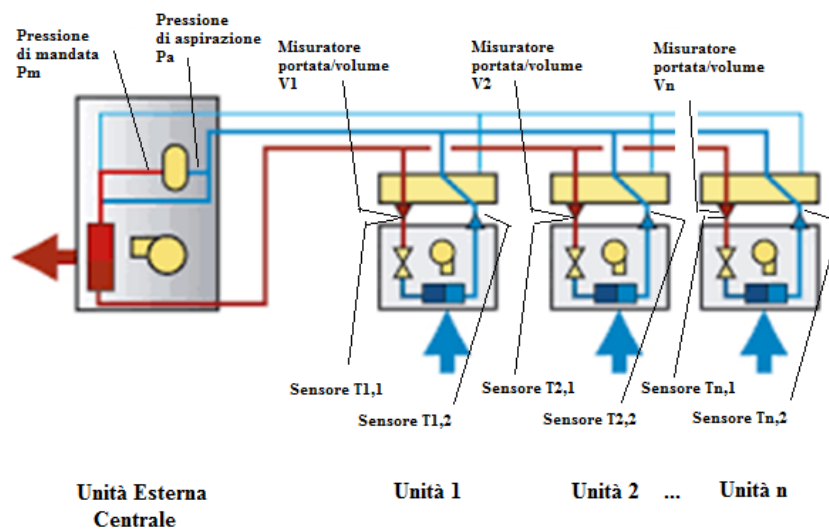 Pressione
di mandata
Pm
Pressione
di aspirazione
Pa
Misuratore
portata/volume
V1
Misuratore
portata/volume
V2
Misuratore
portata/volume
Vn
Sensore T1,1
Sensore T1,2
Sensore T2,1
Sensore T2,2
Sensore Tn,1
Sensore Tn,2
Unità Esterna
Centrale
Unità 1
Unità 2
...
Unità n